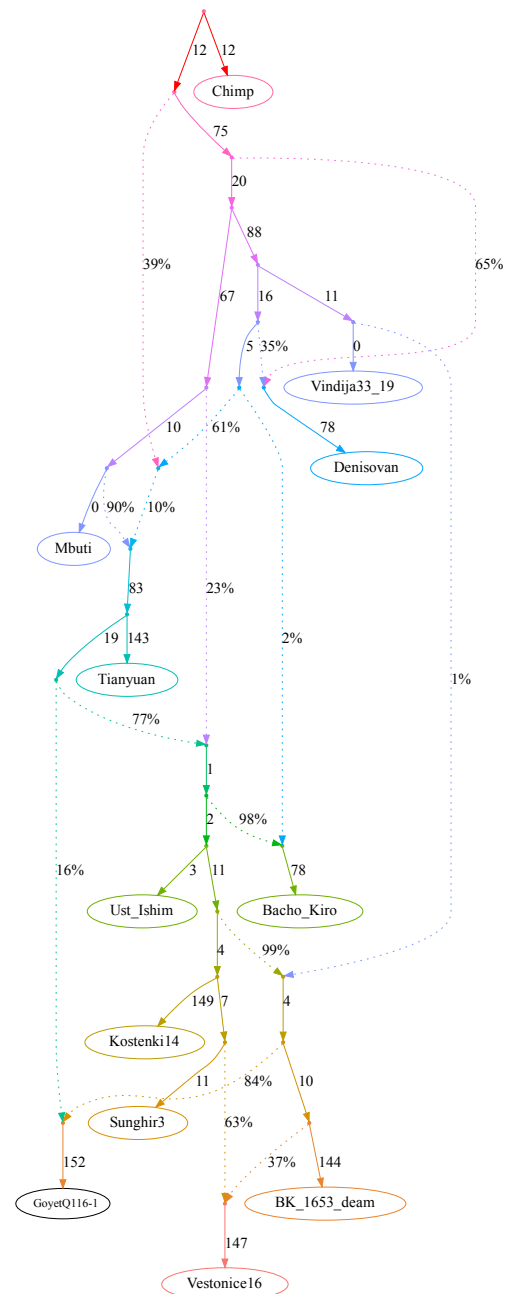 12 12
Chimp
75
20
88
39% 67 16 11 65%
5 35% 0
Vindija33_19
10 61% 78
Denisovan
0 90% 10%
Mbuti
83 23%
19 143 2% 1%
Tianyuan
77%
1
2 98%
16% 3 11 78
Ust_Ishim Bacho_Kiro
99%
4
149 7 4
Kostenki14
11 84% 10
Sunghir3 63%
37%
152 144
GoyetQ116-1 BK_1653_deam
147
Vestonice16